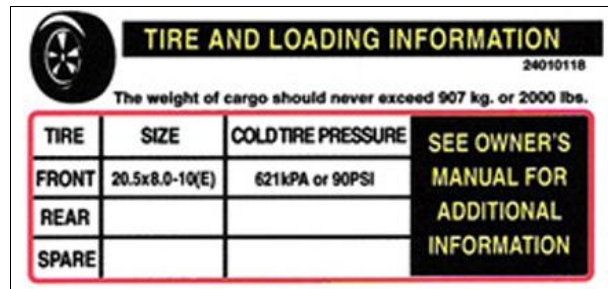 TIRE AND LOADING INFORMATION
24010118
The weight of cargo should never exceed 907 kg. or 2000 lbs.
TIRE SIZE COLD TIRE PRESSURE
FRONT 20.5x8.0-10(E) 621kPA or 90PSI
REAR
SPARE
SEE OWNER'S
MANUAL FOR
ADDITIONAL
INFORMATION